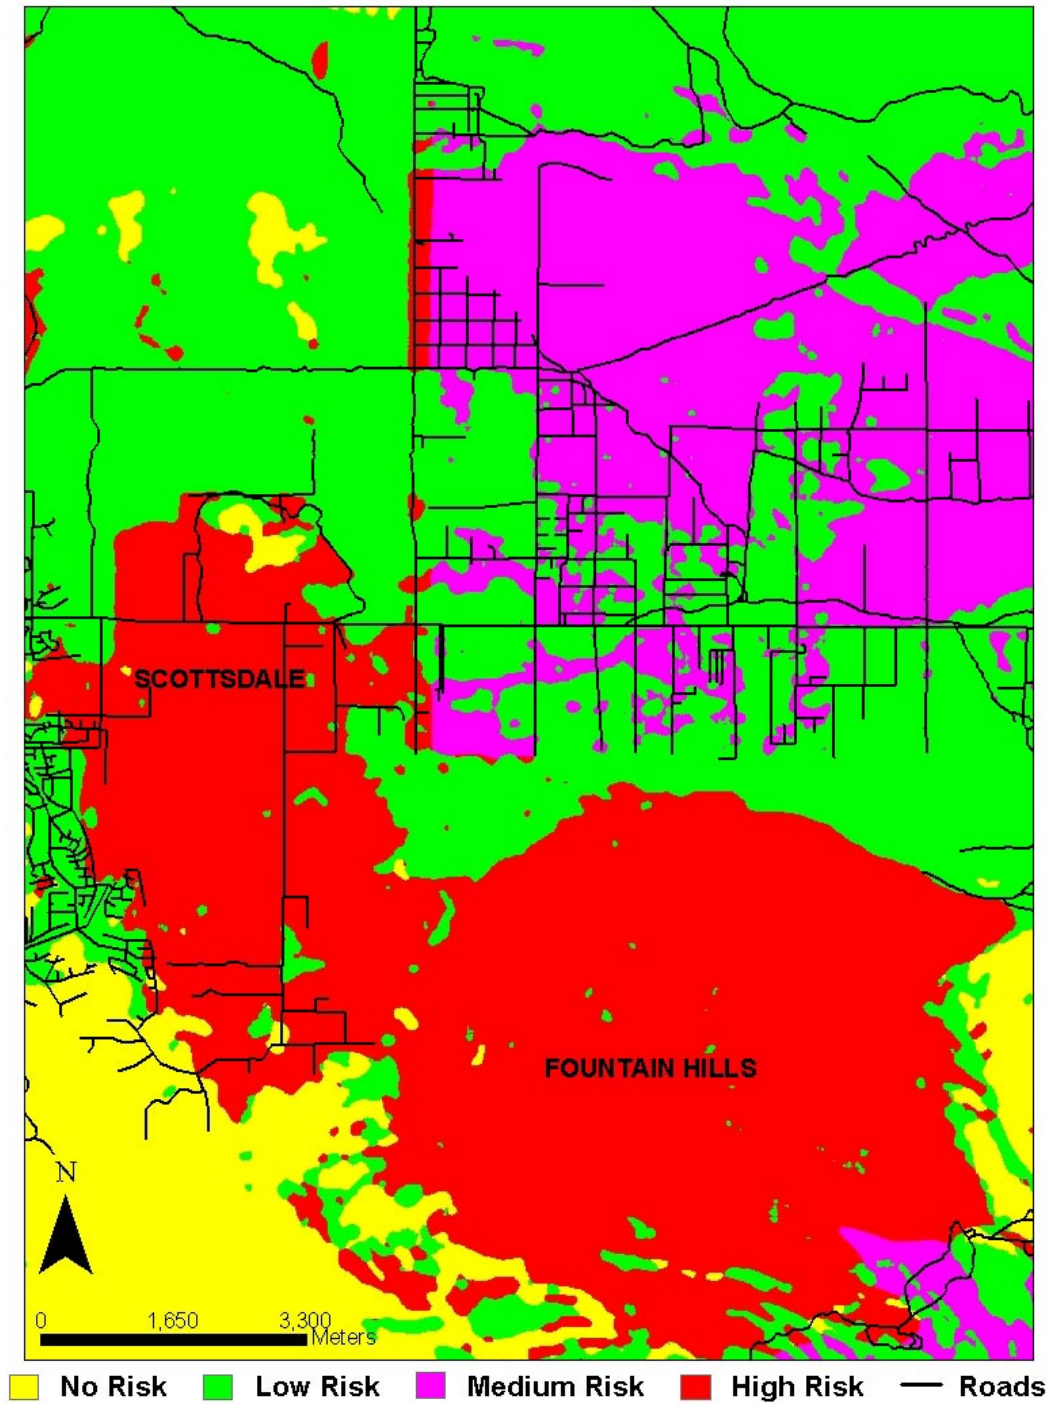 SCOTTSDALE
FOUNTAIN HILLS
N
0 1,650 3,300
Meters
No Risk Low Risk Medium Risk High Risk Roads